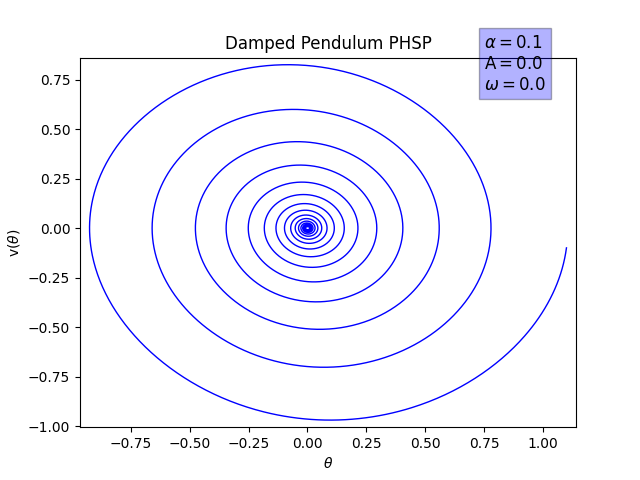 Damped Pendulum PHSP
α = 0.1
A = 0.0
ω = 0.0
0.75
0.50
0.25
0.00
−0.25
−0.50
−0.75
−1.00
v(θ)
−0.75 −0.50 −0.25 0.00 0.25 0.50 0.75 1.00
θ